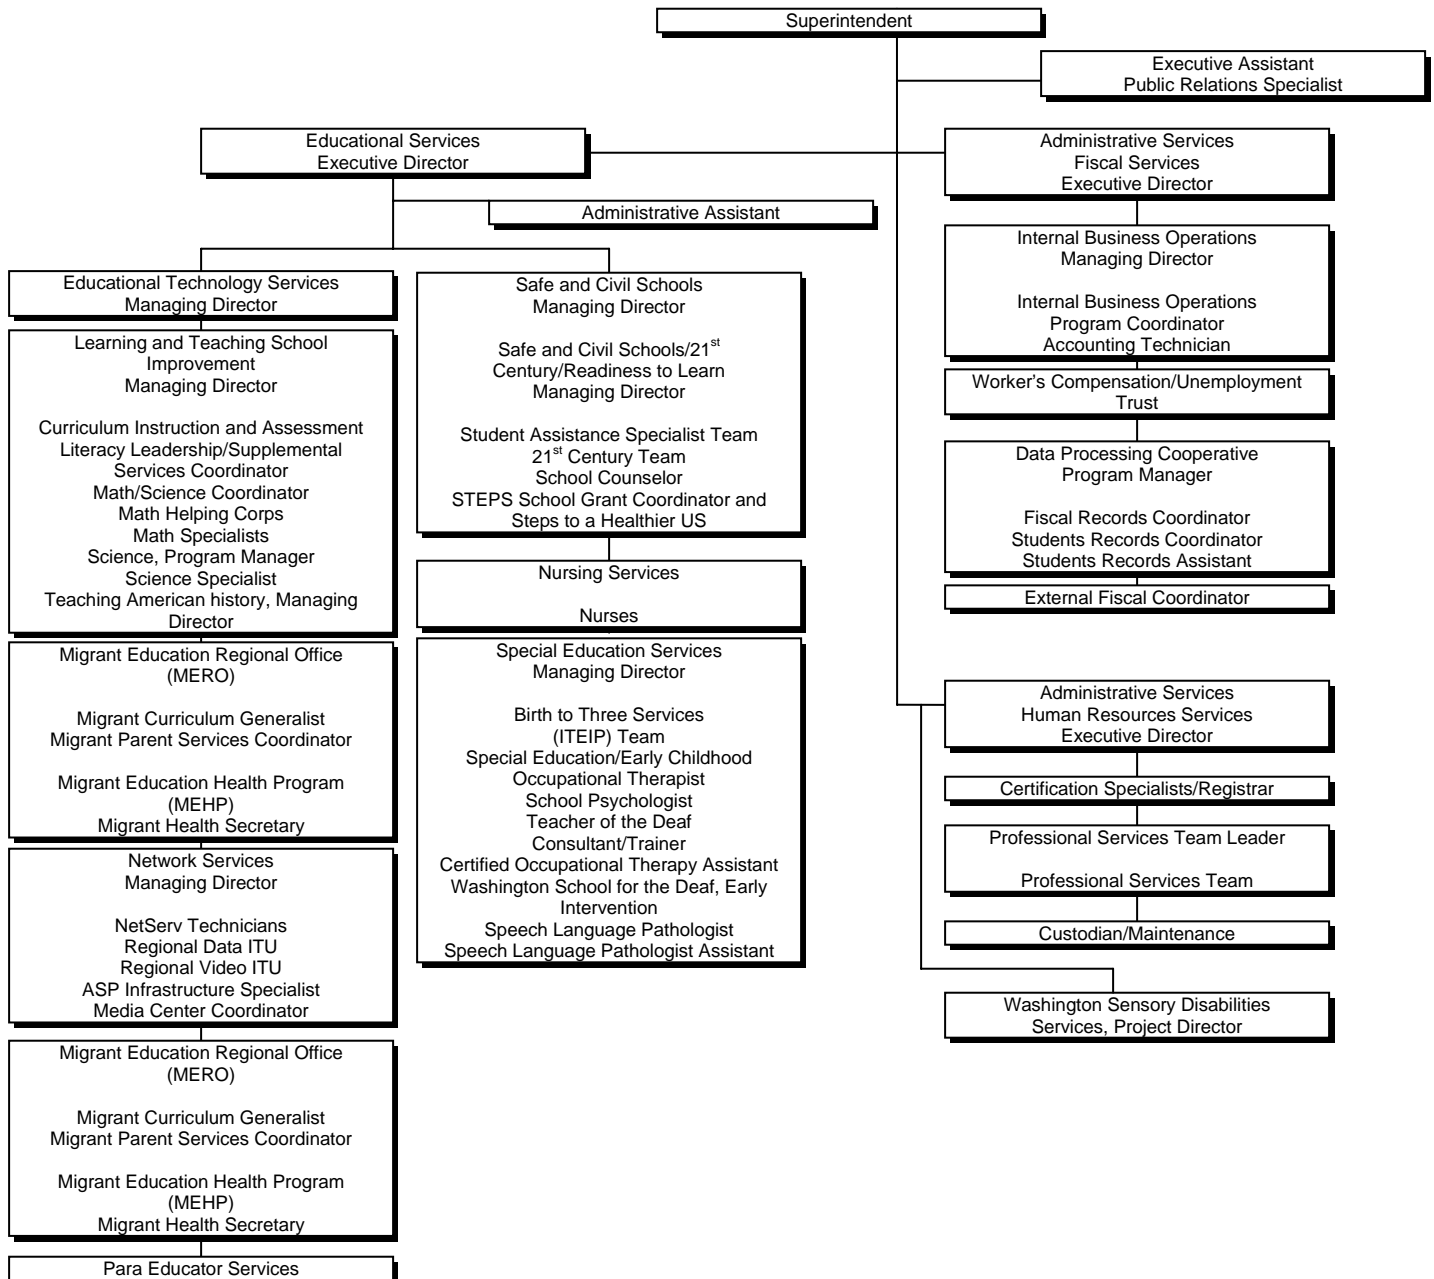 Superintendent
Executive Assistant
Public Relations Specialist
Educational Services
Executive Director
Administrative Services
Fiscal Services
Executive Director
Administrative Assistant
Educational Technology Services
Managing Director
Learning and Teaching School
Improvement
Managing Director
Curriculum Instruction and Assessment
Literacy Leadership/Supplemental
Services Coordinator
Math/Science Coordinator
Math Helping Corps
Math Specialists
Science, Program Manager
Science Specialist
Teaching American history, Managing
Director
Migrant Education Regional Office
(MERO)
Migrant Curriculum Generalist
Migrant Parent Services Coordinator
Migrant Education Health Program
(MEHP)
Migrant Health Secretary
Network Services
Managing Director
NetServ Technicians
Regional Data ITU
Regional Video ITU
ASP Infrastructure Specialist
Media Center Coordinator
Migrant Education Regional Office
(MERO)
Migrant Curriculum Generalist
Migrant Parent Services Coordinator
Migrant Education Health Program
(MEHP)
Migrant Health Secretary
Para Educator Services
Safe and Civil Schools
Managing Director
Safe and Civil Schools/21st
Century/Readiness to Learn
Managing Director
Student Assistance Specialist Team
21st Century Team
School Counselor
STEPS School Grant Coordinator and
Steps to a Healthier US
Nursing Services
Nurses
Special Education Services
Managing Director
Birth to Three Services
(ITEIP) Team
Special Education/Early Childhood
Occupational Therapist
School Psychologist
Teacher of the Deaf
Consultant/Trainer
Certified Occupational Therapy Assistant
Washington School for the Deaf, Early
Intervention
Speech Language Pathologist
Speech Language Pathologist Assistant
Internal Business Operations
Managing Director
Internal Business Operations
Program Coordinator
Accounting Technician
Worker's Compensation/Unemployment
Trust
Data Processing Cooperative
Program Manager
Fiscal Records Coordinator
Students Records Coordinator
Students Records Assistant
External Fiscal Coordinator
Administrative Services
Human Resources Services
Executive Director
Certification Specialists/Registrar
Professional Services Team Leader
Professional Services Team
Custodian/Maintenance
Washington Sensory Disabilities
Services, Project Director